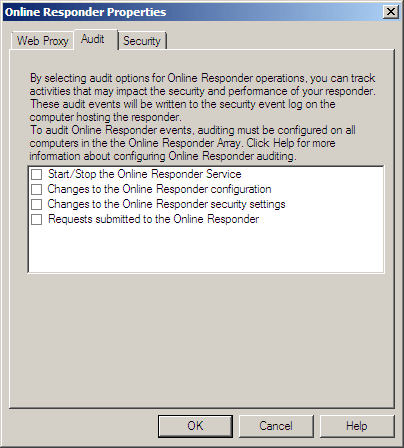 Online Responder Properties
Web Proxy Audit Security
By selecting audit options for Online Responder operations, you can track
activities that may impact the security and perfomance of your responder.
These audit events will be written to the security event log on the
computer hosting the responder.
To audit Online Responder events, auditing must be configured on all
computers in the the Online Responder Array. Click Help for more
information about configuring Online Responder auditing.
Start/Stop the Online Responder Service
Changes to the Online Responder configuration
Changes to the Online Responder security settings
Requests submitted to the Online Responder
OK Cancel Help